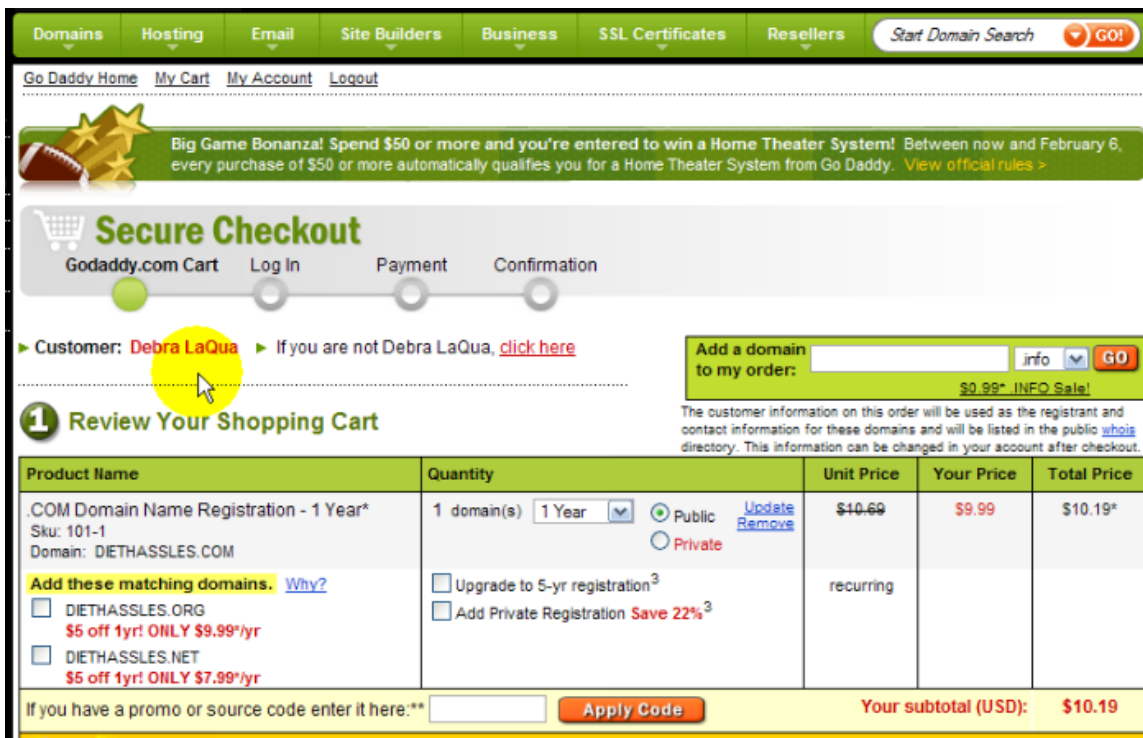 Domains Hosting Email Site Builders Business SSL Certificates Resellers Start Domain Search GO!
Go Daddy Home My Cart My Account Logout
Big Game Bonanza! Spend $50 or more and you're entered to win a Home Theater System! Between now and February 6,
every purchase of $50 or more automatically qualifies you for a Home Theater System from Go Daddy. View official rules >
Secure Checkout
Godaddy.com Cart Log In Payment Confirmation
Customer: Debra LaQua If you are not Debra LaQua, click here
Add a domain
to my order: .info GO
$0.99* .INFO Sale!
1 Review Your Shopping Cart
The customer information on this order will be used as the registrant and
contact information for these domains and will be listed in the public whois
directory. This information can be changed in your account after checkout.
Product Name Quantity Unit Price Your Price Total Price
.COM Domain Name Registration - 1 Year* 1 domain(s) 1 Year Public Update $10.69 $9.99 $10.19*
Sku: 101-1 Remove
Domain: DIETHASSLES.COM Private
Add these matching domains. Why? Upgrade to 5-yr registration3 recurring
DIETHASSLES.ORG Add Private Registration Save 22%3
$5 off 1yr! ONLY $9.99*/yr
DIETHASSLES.NET
$5 off 1yr! ONLY $7.99*/yr
If you have a promo or source code enter it here:** Apply Code Your subtotal (USD): $10.19